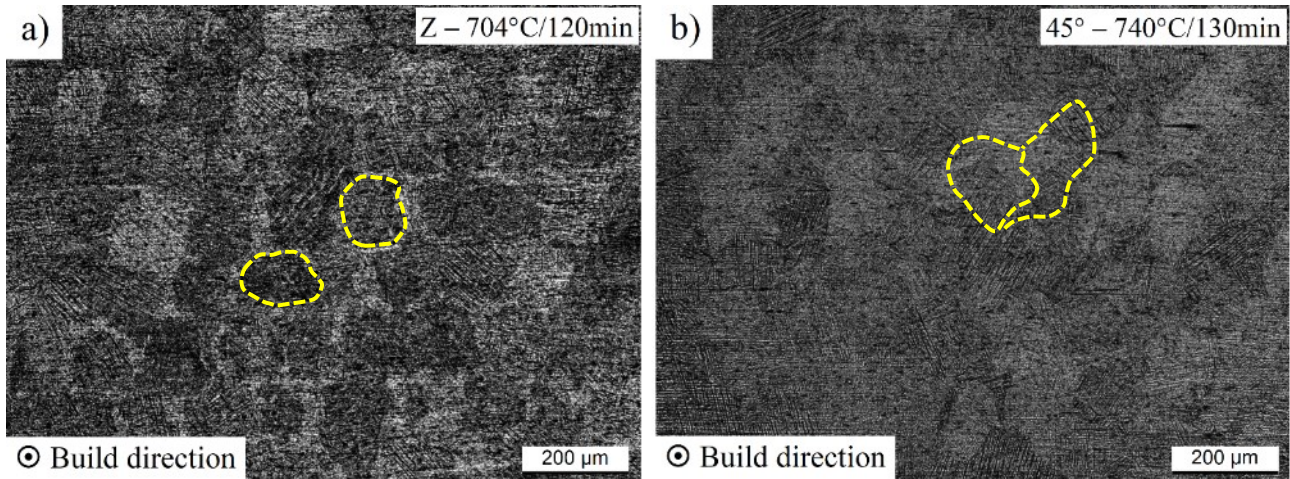 a)
Z – 704°C/120min
⊙ Build direction
200 μm
b)
45° – 740°C/130min
⊙ Build direction
200 μm